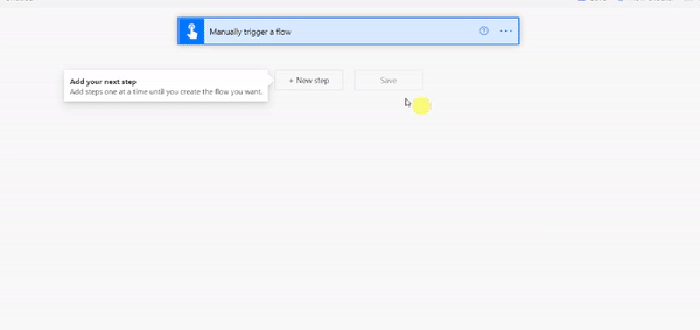 Manually trigger a flow
Add your next step
Add steps one at a time until you create the flow you want.
+ New step
Save